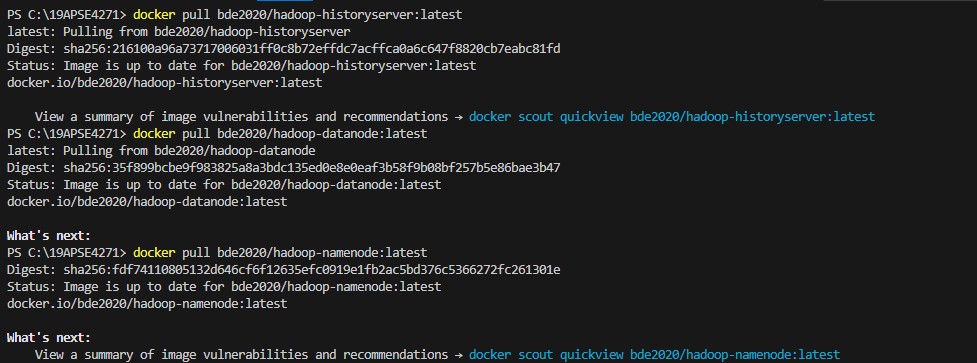 PS C:\19APSE4271> docker pull bde2020/hadoop-historyserver:latest
latest: Pulling from bde2020/hadoop-historyserver
Digest: sha256:216100a96a73717006031ff0c8b72effdc7acffca0a6c647f8820cb7eabc81fd
Status: Image is up to date for bde2020/hadoop-historyserver:latest
docker.io/bde2020/hadoop-historyserver:latest
View a summary of image vulnerabilities and recommendations → docker scout quickview bde2020/hadoop-historyserver:latest
PS C:\19APSE4271> docker pull bde2020/hadoop-datanode:latest
latest: Pulling from bde2020/hadoop-datanode
Digest: sha256:35f899bcbe9f983825a8a3bdc135ed0e8e0eaf3b58f9b08bf257b5e86bae3b47
Status: Image is up to date for bde2020/hadoop-datanode:latest
docker.io/bde2020/hadoop-datanode:latest
What's next:
PS C:\19APSE4271> docker pull bde2020/hadoop-namenode:latest
Digest: sha256:fdf74110805132d646cf6f12635efc0919e1fb2ac5bd376c5366272fc261301e
Status: Image is up to date for bde2020/hadoop-namenode:latest
docker.io/bde2020/hadoop-namenode:latest
What's next:
View a summary of image vulnerabilities and recommendations → docker scout quickview bde2020/hadoop-namenode:latest